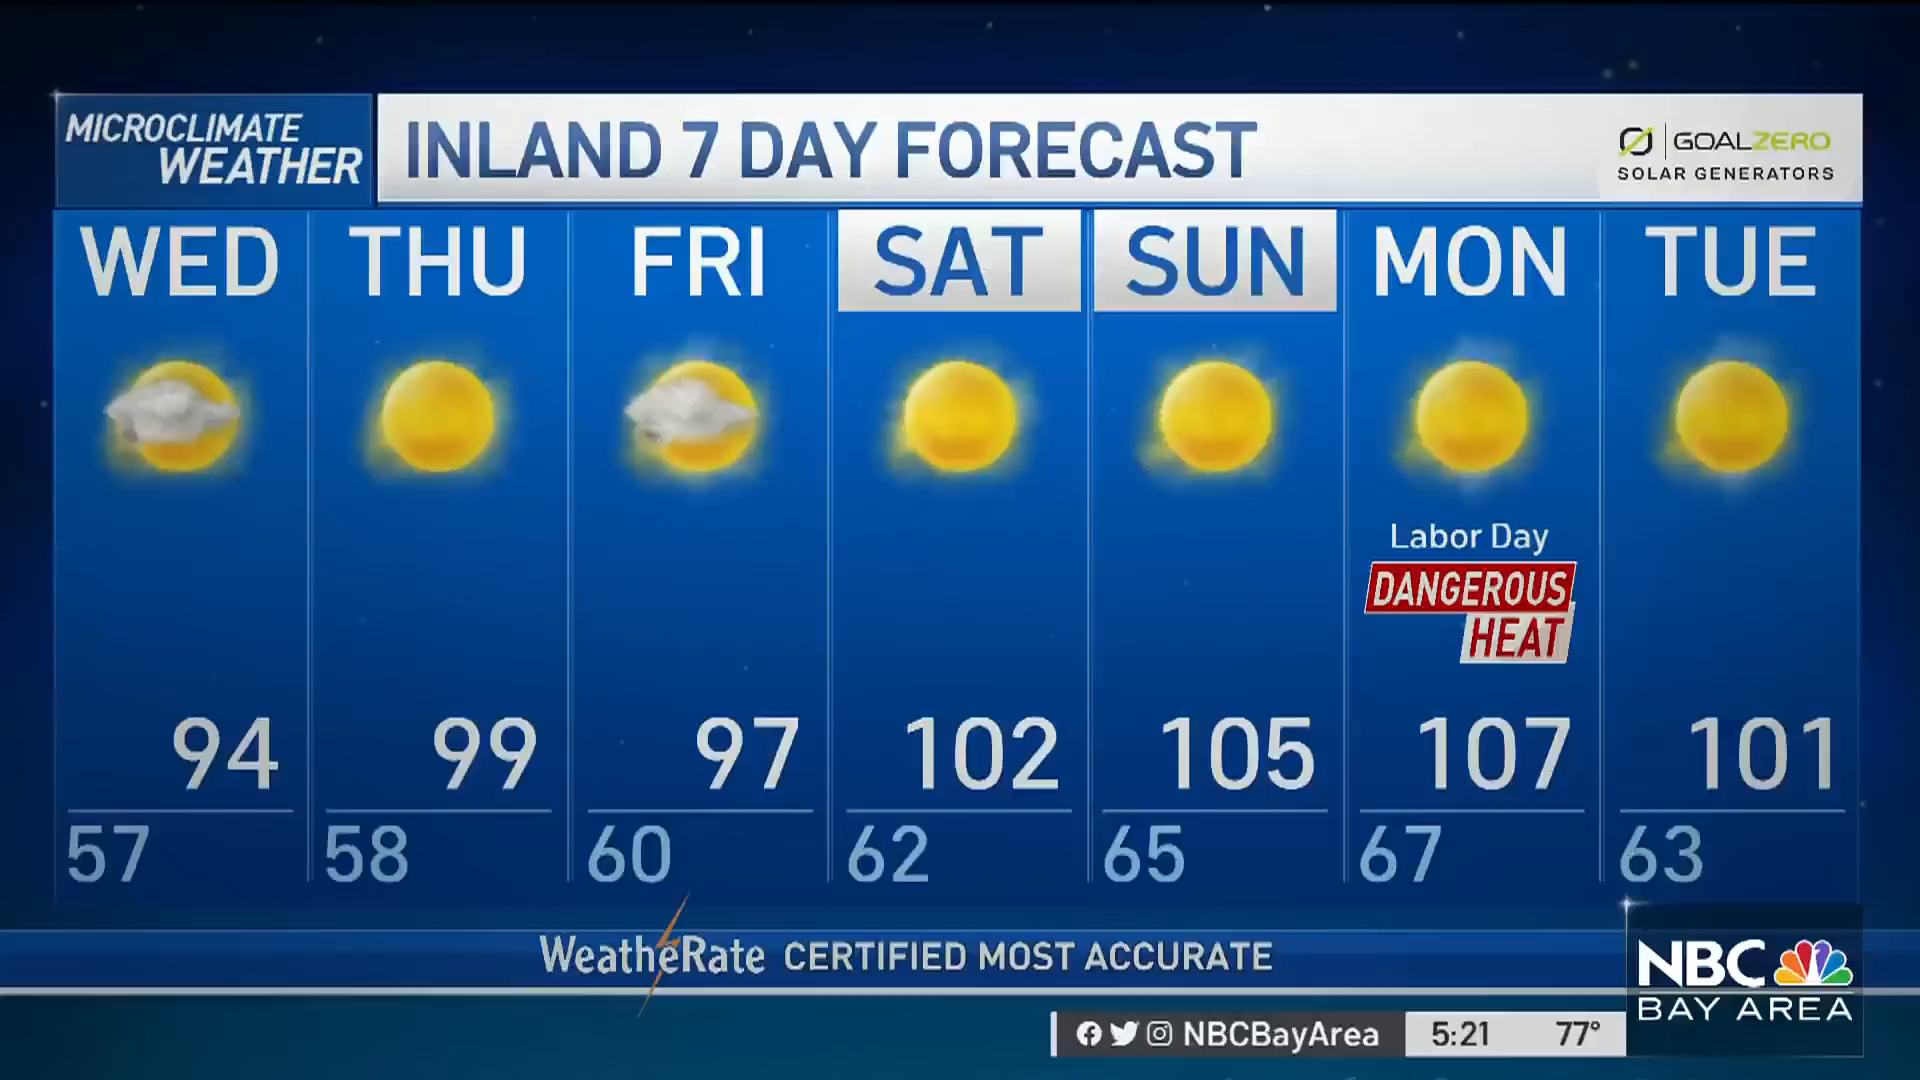 MICROCLIMATE
WEATHER
INLAND 7 DAY FORECAST
GOALZERO
SOLAR GENERATORS
WED THU FRI SAT SUN MON TUE
Labor Day
DANGEROUS
HEAT
94 99 97 102 105 107 101
57 58 60 62 65 67 63
WeatheRate CERTIFIED MOST ACCURATE
NBC
BAY AREA
NBCBayArea 5:21 77°